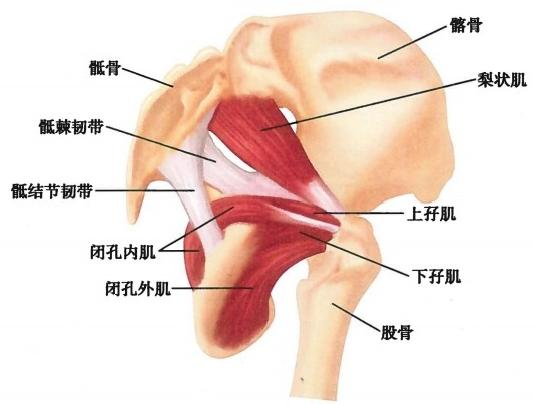 髂骨
骶骨
梨状肌
骶棘韧带
骶结节韧带
上孖肌
闭孔内肌
下孖肌
闭孔外肌
股骨